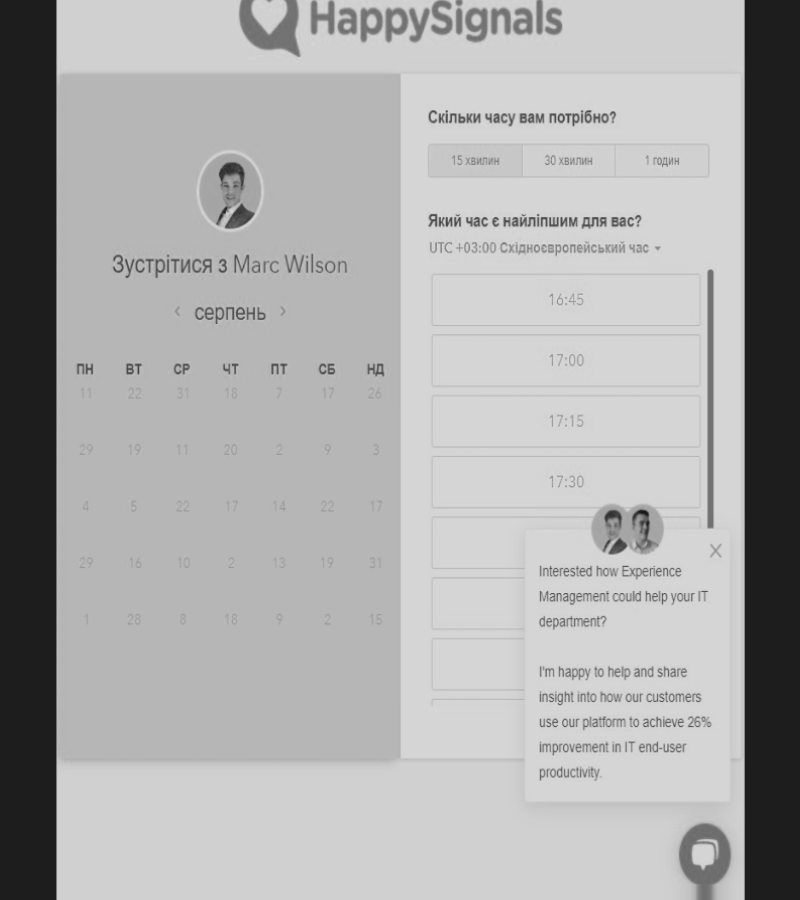 HappySignals
Зустрітися з Marc Wilson
серпень
ПН ВТ СР ЧТ ПТ СБ НД
11 22 31 18 7 17 26
29 19 11 20 2 9 3
4 5 22 17 14 22 17
29 16 10 2 13 19 31
1 28 8 18 9 2 15
Скільки часу вам потрібно?
15 хвилин 30 хвилин 1 годин
Який час є найліпшим для вас?
UTC +03:00 Східноєвропейський час
16:45
17:00
17:15
17:30
Interested how Experience
Management could help your IT
department?
I'm happy to help and share
insight into how our customers
use our platform to achieve 26%
improvement in IT end-user
productivity.